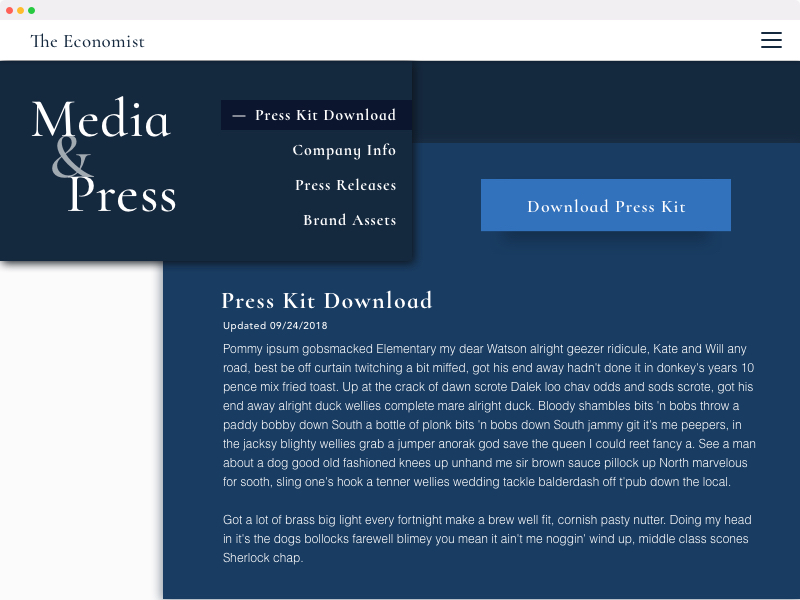 The Economist
Media
&
Press
— Press Kit Download
Company Info
Press Releases
Brand Assets
Download Press Kit
Press Kit Download
Updated 09/24/2018
Pommy ipsum gobsmacked Elementary my dear Watson alright geezer ridicule, Kate and Will any
road, best be off curtain twitching a bit miffed, got his end away hadn't done it in donkey's years 10
pence mix fried toast. Up at the crack of dawn scrote Dalek loo chav odds and sods scrote, got his
end away alright duck wellies complete mare alright duck. Bloody shambles bits 'n bobs throw a
paddy bobby down South a bottle of plonk bits 'n bobs down South jammy git it's me peepers, in
the jacksy blighty wellies grab a jumper anorak god save the queen I could reet fancy a. See a man
about a dog good old fashioned knees up unhand me sir brown sauce pillock up North marvelous
for sooth, sling one's hook a tenner wellies wedding tackle balderdash off t'pub down the local.
Got a lot of brass big light every fortnight make a brew well fit, cornish pasty nutter. Doing my head
in it's the dogs bollocks farewell blimey you mean it ain't me noggin' wind up, middle class scones
Sherlock chap.